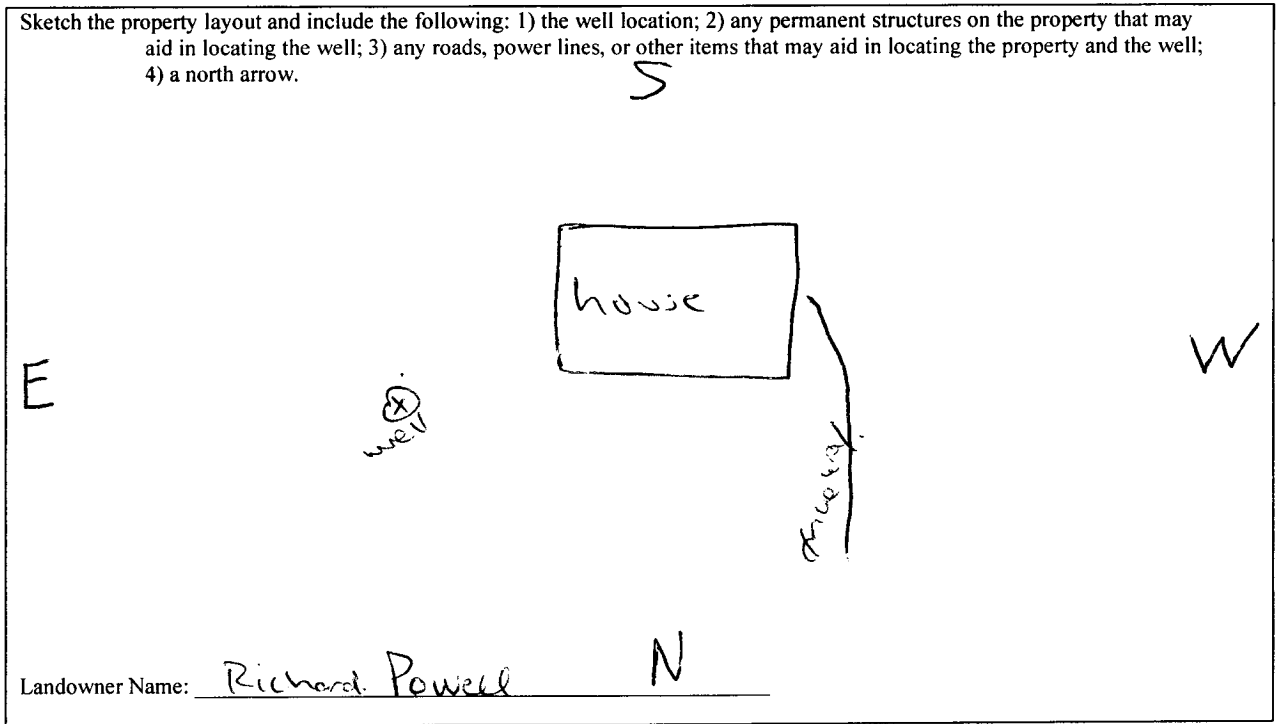 Sketch the property layout and include the following: 1) the well location; 2) any permanent structures on the property that may
aid in locating the well; 3) any roads, power lines, or other items that may aid in locating the property and the well;
4) a north arrow.
S
house
E
W
well
driveway
N
Landowner Name: Richard Powell